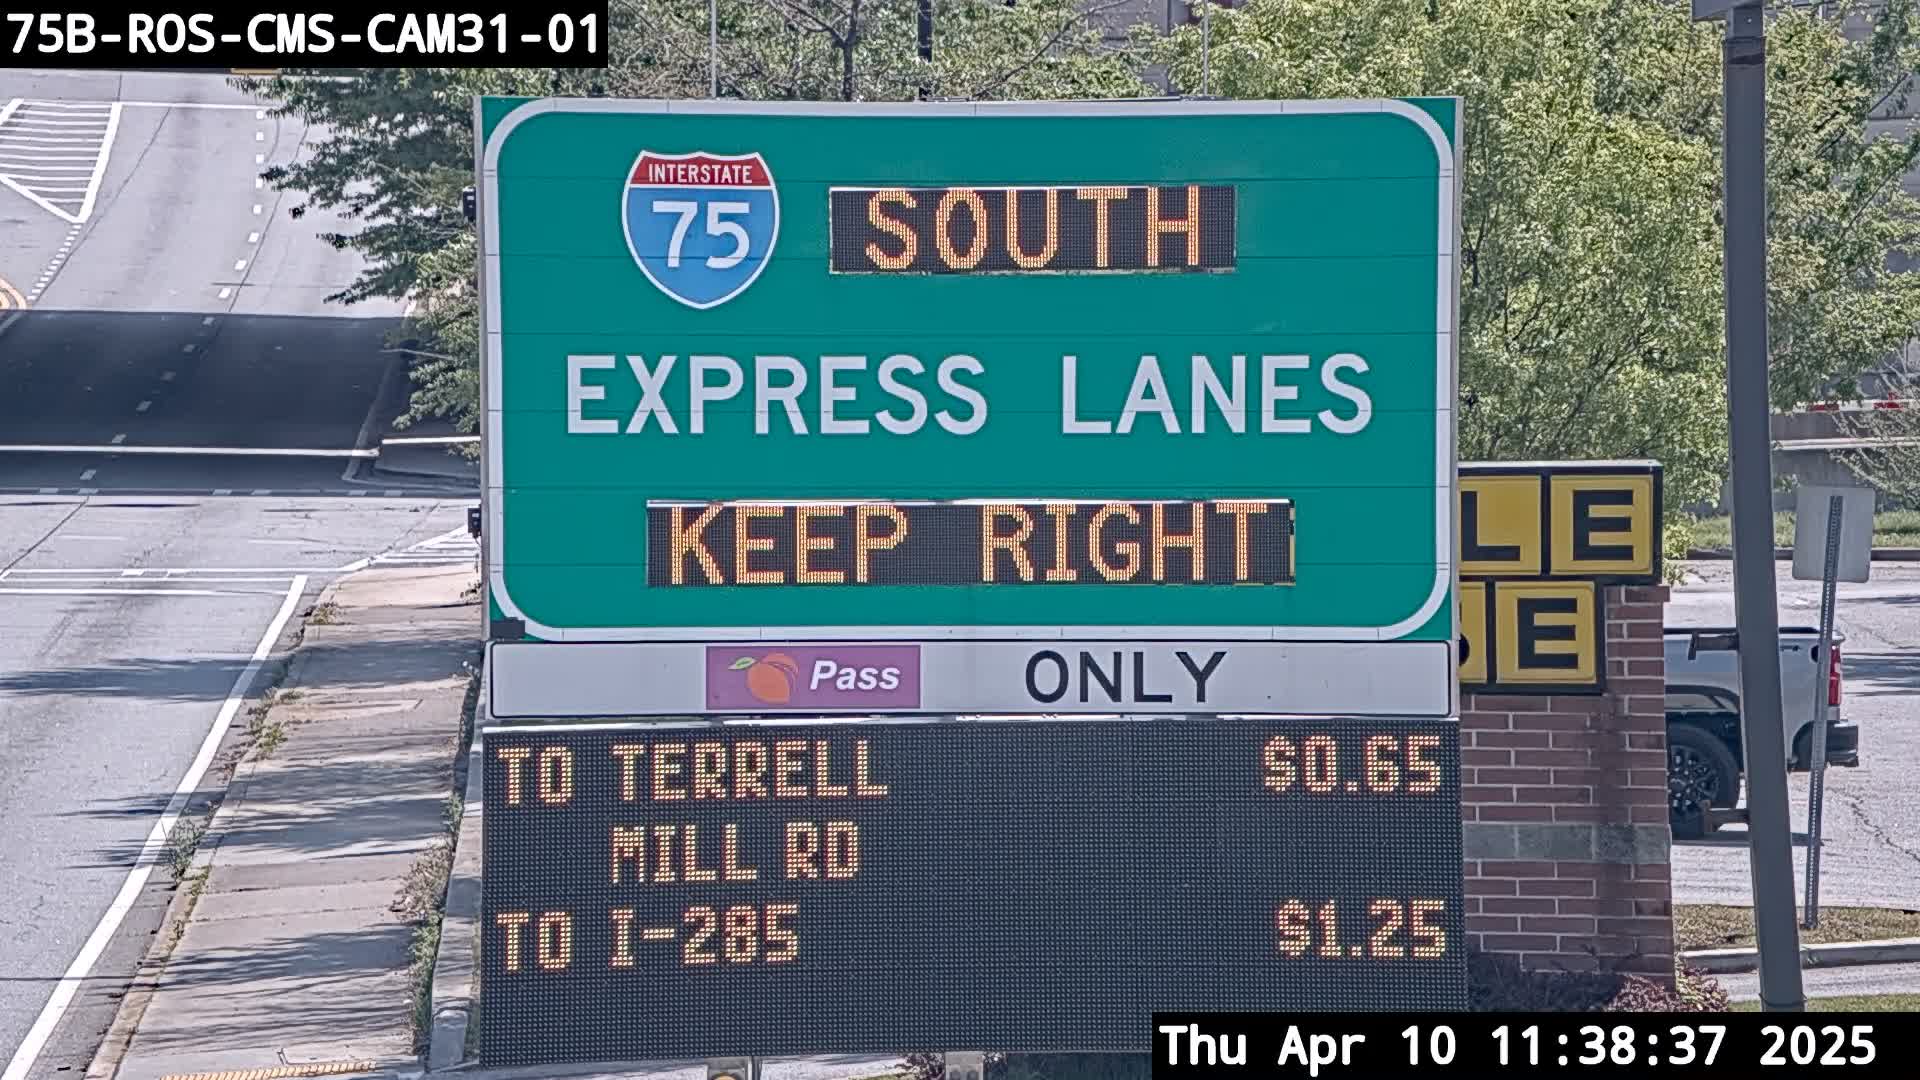 75B-ROS-CMS-CAM31-01
INTERSTATE
75
SOUTH
EXPRESS LANES
KEEP RIGHT
Pass ONLY
TO TERRELL $0.65
MILL RD
TO I-285 $1.25
LE
E
Thu Apr 10 11:38:37 2025